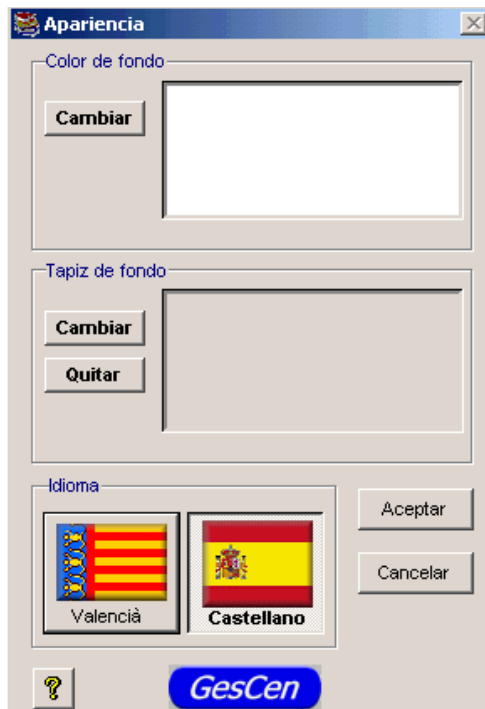 Apariencia
Color de fondo
Cambiar
Tapiz de fondo
Cambiar
Quitar
Idioma
Valencià
Castellano
Aceptar
Cancelar
?
GesCen